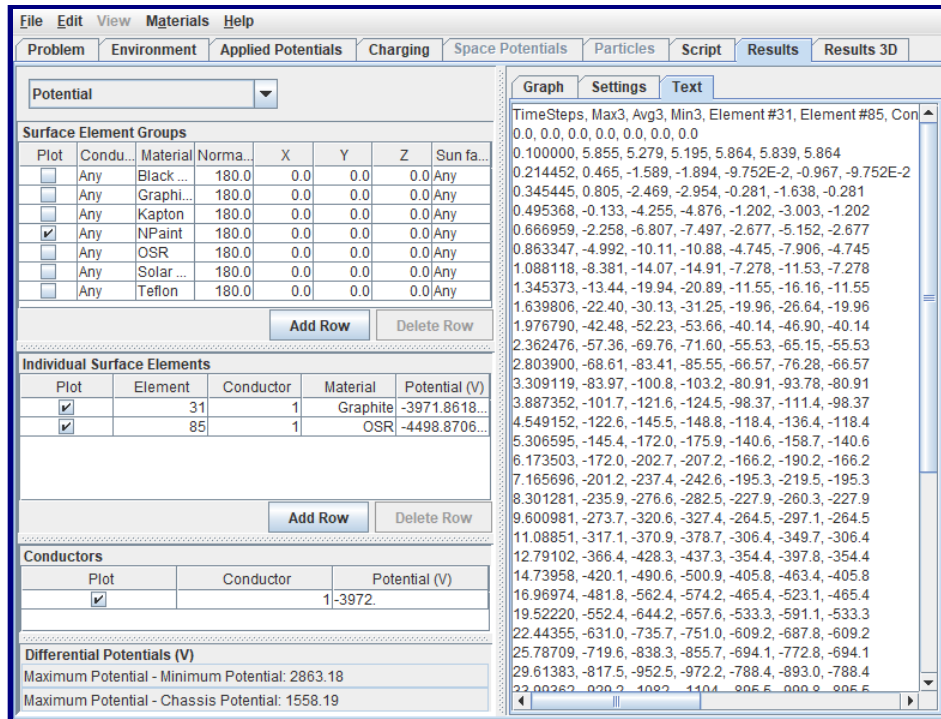 File Edit View Materials Help
Problem Environment Applied Potentials Charging Space Potentials Particles Script Results Results 3D
Potential
Surface Element Groups
Plot Condu... Material Norma... X Y Z Sun fa...
Any Black ... 180.0 0.0 0.0 0.0 Any
Any Graphi... 180.0 0.0 0.0 0.0 Any
Any Kapton 180.0 0.0 0.0 0.0 Any
Any NPaint 180.0 0.0 0.0 0.0 Any
Any OSR 180.0 0.0 0.0 0.0 Any
Any Solar ... 180.0 0.0 0.0 0.0 Any
Any Teflon 180.0 0.0 0.0 0.0 Any
Add Row Delete Row
Individual Surface Elements
Plot Element Conductor Material Potential (V)
31 1 Graphite -3971.8618...
85 1 OSR -4498.8706...
Add Row Delete Row
Conductors
Plot Conductor Potential (V)
1 -3972.
Differential Potentials (V)
Maximum Potential - Minimum Potential: 2863.18
Maximum Potential - Chassis Potential: 1558.19
Graph Settings Text
TimeSteps, Max3, Avg3, Min3, Element #31, Element #85, Con
0.0, 0.0, 0.0, 0.0, 0.0, 0.0, 0.0
0.100000, 5.855, 5.279, 5.195, 5.864, 5.839, 5.864
0.214452, 0.465, -1.589, -1.894, -9.752E-2, -0.967, -9.752E-2
0.345445, 0.805, -2.469, -2.954, -0.281, -1.638, -0.281
0.495368, -0.133, -4.255, -4.876, -1.202, -3.003, -1.202
0.666959, -2.258, -6.807, -7.497, -2.677, -5.152, -2.677
0.863347, -4.992, -10.11, -10.88, -4.745, -7.906, -4.745
1.088118, -8.381, -14.07, -14.91, -7.278, -11.53, -7.278
1.345373, -13.44, -19.94, -20.89, -11.55, -16.16, -11.55
1.639806, -22.40, -30.13, -31.25, -19.96, -26.64, -19.96
1.976790, -42.48, -52.23, -53.66, -40.14, -46.90, -40.14
2.362476, -57.36, -69.76, -71.60, -55.53, -65.15, -55.53
2.803900, -68.61, -83.41, -85.55, -66.57, -76.28, -66.57
3.309119, -83.97, -100.8, -103.2, -80.91, -93.78, -80.91
3.887352, -101.7, -121.6, -124.5, -98.37, -111.4, -98.37
4.549152, -122.6, -145.5, -148.8, -118.4, -136.4, -118.4
5.306595, -145.4, -172.0, -175.9, -140.6, -158.7, -140.6
6.173503, -172.0, -202.7, -207.2, -166.2, -190.2, -166.2
7.165696, -201.2, -237.4, -242.6, -195.3, -219.5, -195.3
8.301281, -235.9, -276.6, -282.5, -227.9, -260.3, -227.9
9.600981, -273.7, -320.6, -327.4, -264.5, -297.1, -264.5
11.08851, -317.1, -370.9, -378.7, -306.4, -349.7, -306.4
12.79102, -366.4, -428.3, -437.3, -354.4, -397.8, -354.4
14.73958, -420.1, -490.6, -500.9, -405.8, -463.4, -405.8
16.96974, -481.8, -562.4, -574.2, -465.4, -523.1, -465.4
19.52220, -552.4, -644.2, -657.6, -533.3, -591.1, -533.3
22.44355, -631.0, -735.7, -751.0, -609.2, -687.8, -609.2
25.78709, -719.6, -838.3, -855.7, -694.1, -772.8, -694.1
29.61383, -817.5, -952.5, -972.2, -788.4, -893.0, -788.4
33.99362, -929.2, -1082., -1104., -895.5, -999.8, -895.5